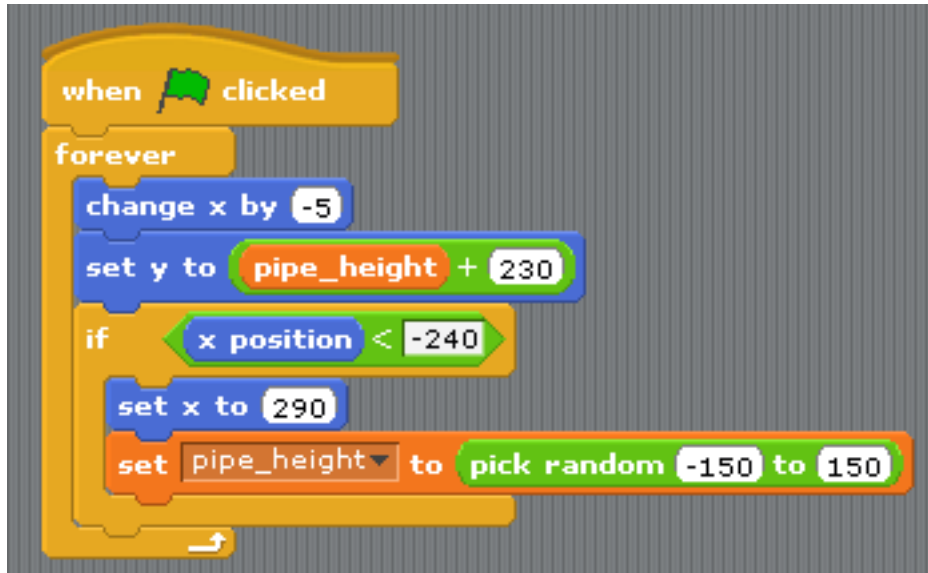 when clicked
forever
change x by -5
set y to pipe_height + 230
if x position < -240
set x to 290
set pipe_height to pick random -150 to 150